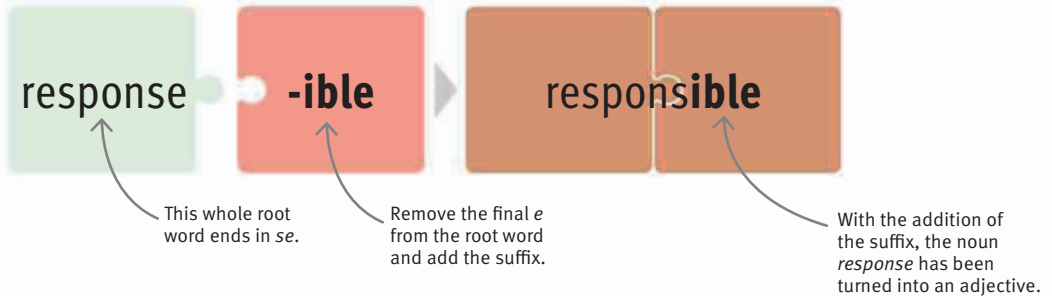 response -ible responsible
This whole root
word ends in se.
Remove the final e
from the root word
and add the suffix.
With the addition of
the suffix, the noun
response has been
turned into an adjective.